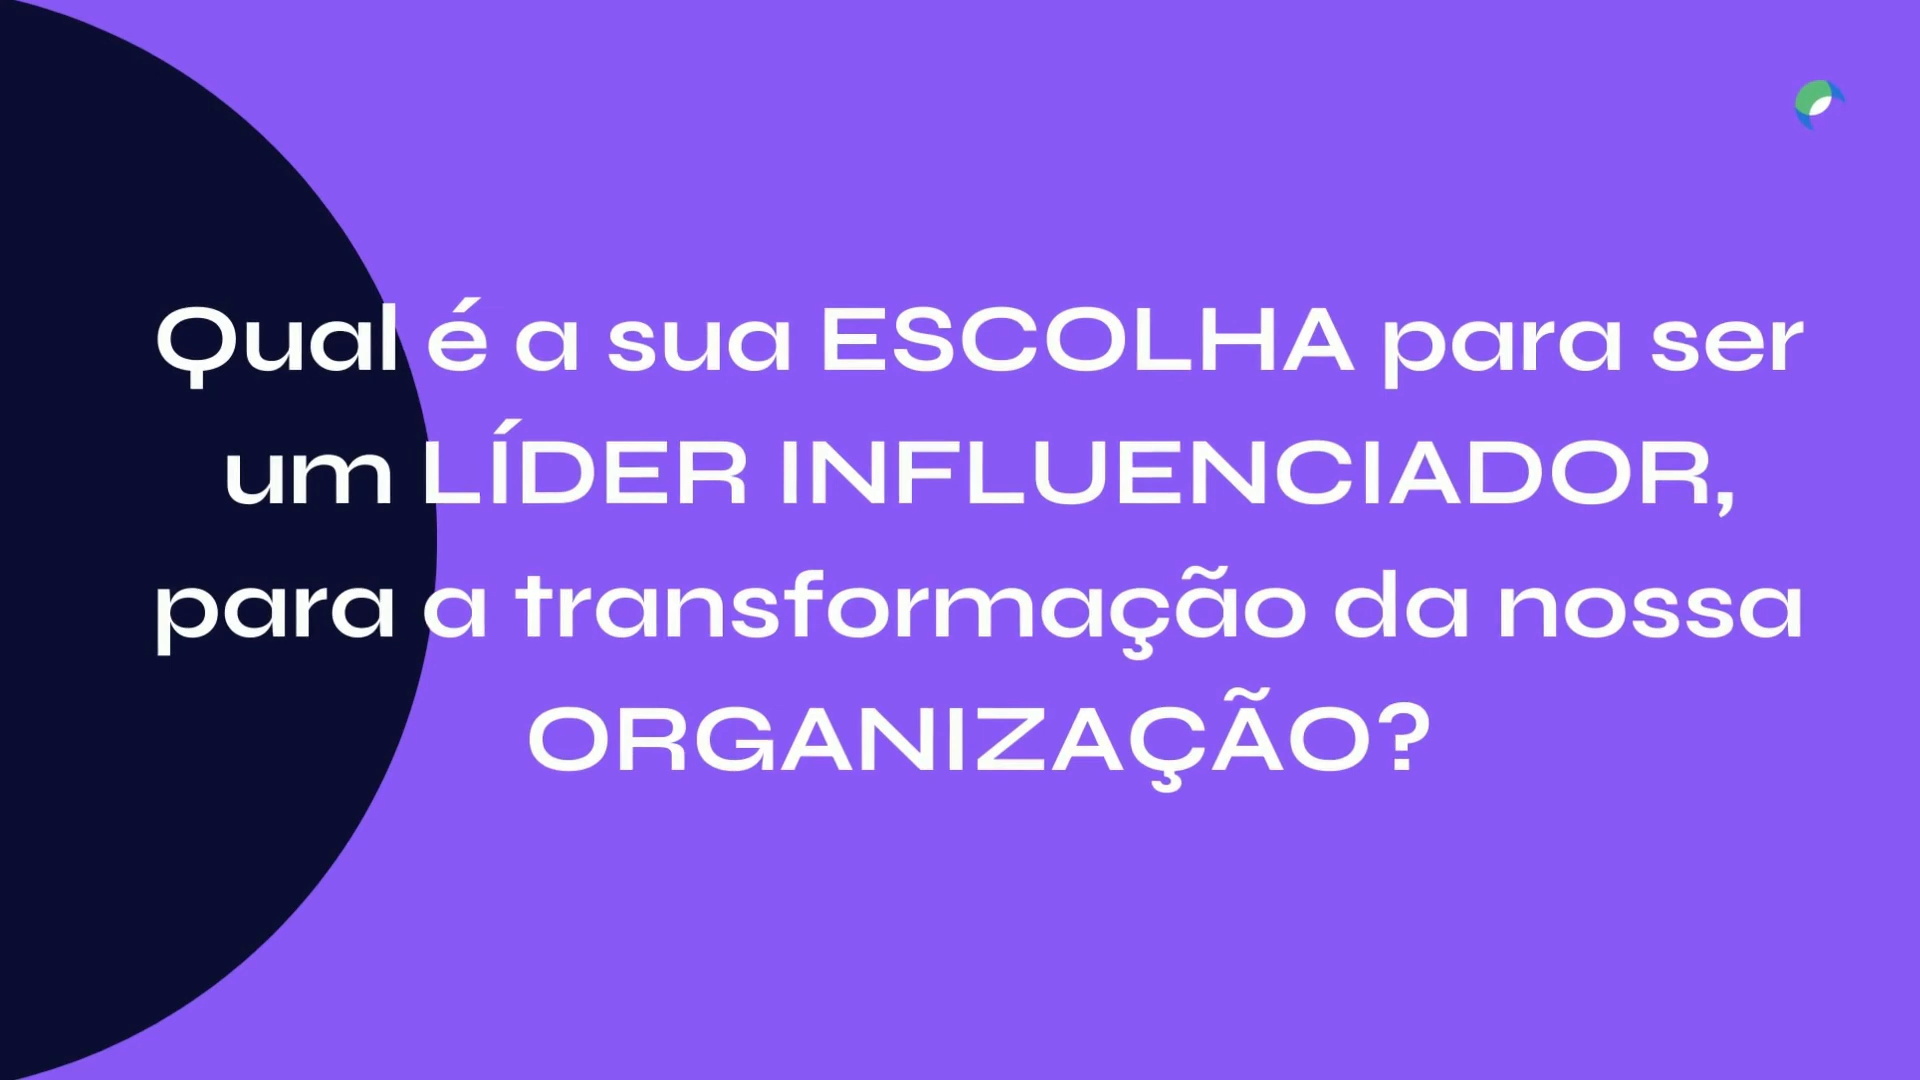 Qual é a sua ESCOLHA para ser
um LÍDER INFLUENCIADOR,
para a transformação da nossa
ORGANIZAÇÃO?